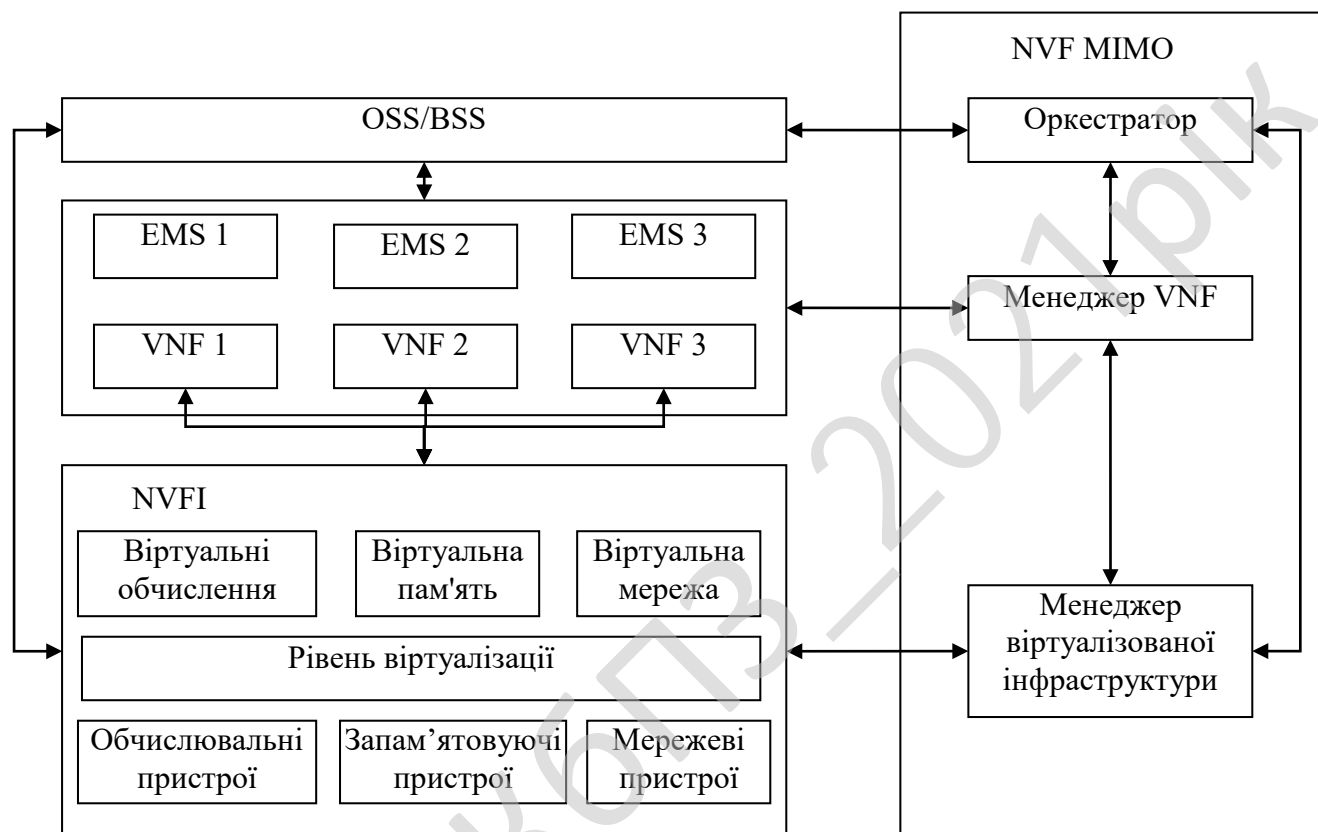 NVF MIMO
OSS/BSS
Оркестратор
EMS 1
EMS 2
EMS 3
Менеджер VNF
VNF 1
VNF 2
VNF 3
NVFI
Віртуальні
обчислення
Віртуальна
пам'ять
Віртуальна
мережа
Рівень віртуалізації
Менеджер
віртуалізованої
інфраструктури
Обчислювальні
пристрої
Запам’ятовуючі
пристрої
Мережеві
пристрої
кбПЗ_2021рік